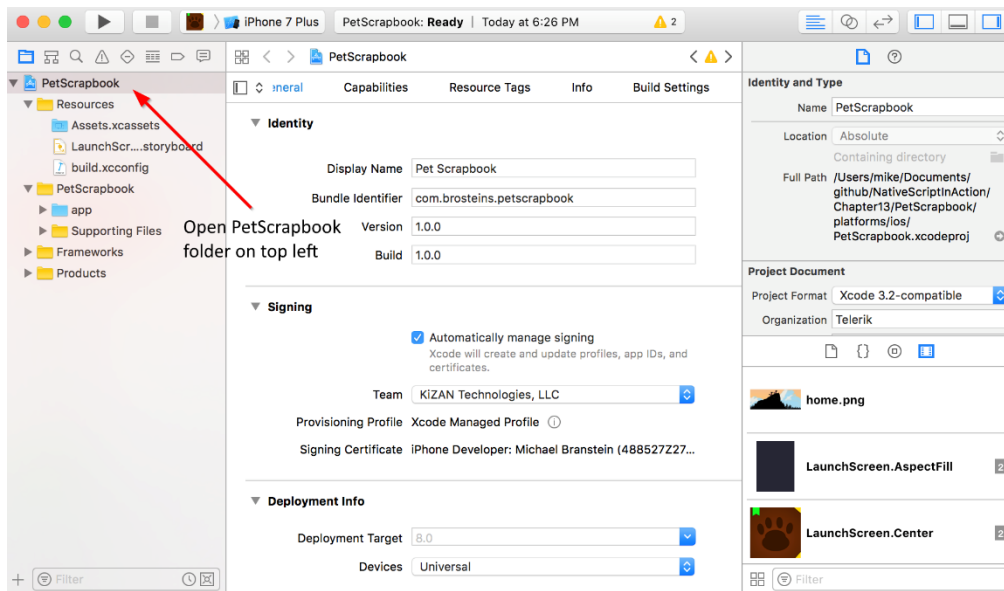 iPhone 7 Plus
PetScrapbook: Ready | Today at 6:26 PM
2
PetScrapbook
Resources
Assets.xcassets
LaunchScr....storyboard
build.xcconfig
PetScrapbook
app
Supporting Files
Frameworks
Products
Open PetScrapbook
folder on top left
Filter
PetScrapbook
eneral Capabilities Resource Tags Info Build Settings
Identity
Display Name Pet Scrapbook
Bundle Identifier com.brosteins.petscrapbook
Version 1.0.0
Build 1.0.0
Signing
Automatically manage signing
Xcode will create and update profiles, app IDs, and
certificates.
Team KiZAN Technologies, LLC
Provisioning Profile Xcode Managed Profile
Signing Certificate iPhone Developer: Michael Branstein (488527Z27...
Deployment Info
Deployment Target 8.0
Devices Universal
Identity and Type
Name PetScrapbook
Location Absolute
Containing directory
Full Path /Users/mike/Documents/
github/NativeScriptInAction/
Chapter13/PetScrapbook/
platforms/ios/
PetScrapbook.xcodeproj
Project Document
Project Format Xcode 3.2-compatible
Organization Telerik
{}
home.png
LaunchScreen.AspectFill
2
LaunchScreen.Center
2
Filter